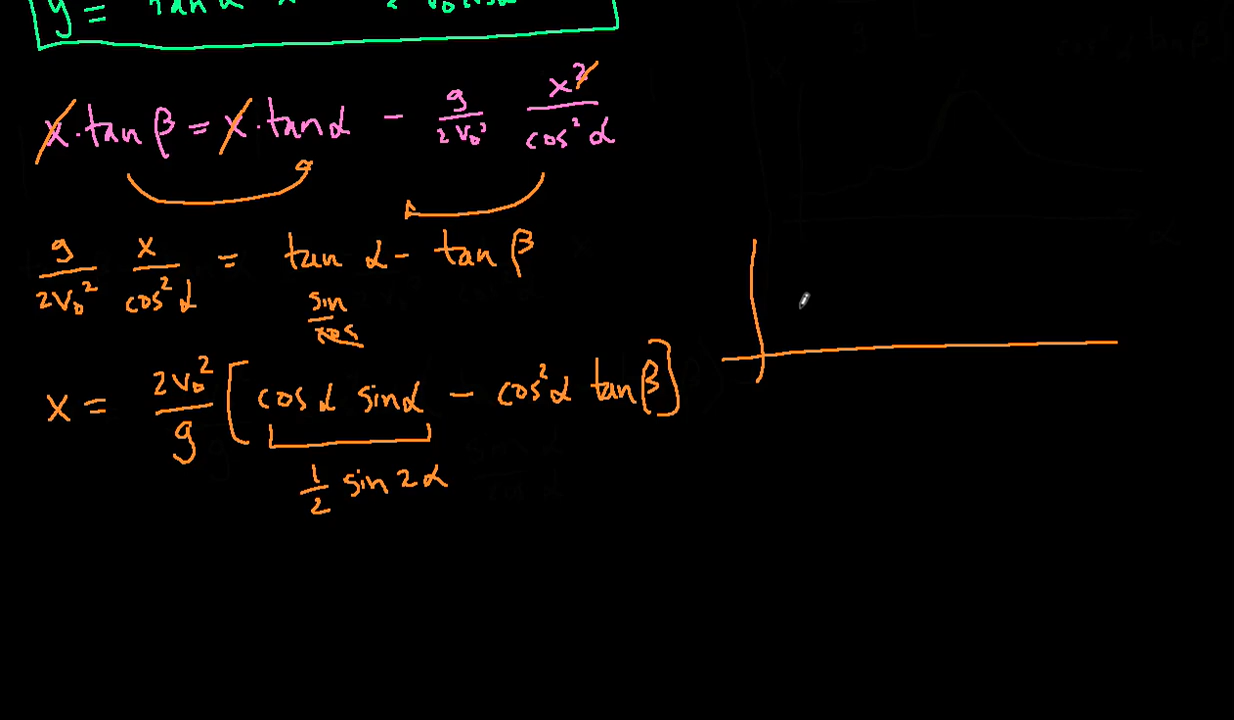 y =
x · tan β = x · tan α - g/2V₀² x²/cos² α
g/2V₀² x/cos² α = tan α - tan β
sin/cos
x = 2V₀²/g [cos α sin α - cos² α tan β]
1/2 sin 2α